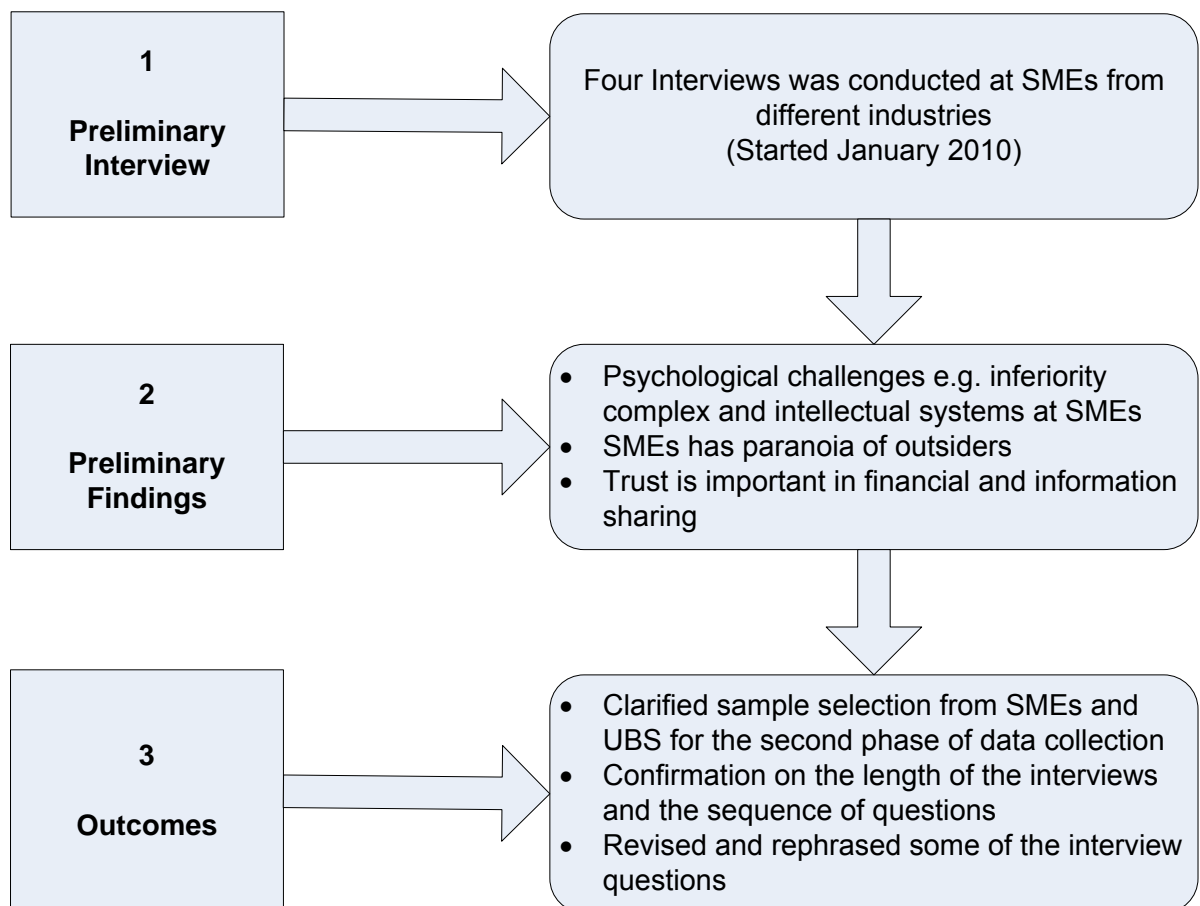 1
Preliminary
Interview
Four Interviews was conducted at SMEs from
different industries
(Started January 2010)
2
Preliminary
Findings
• Psychological challenges e.g. inferiority
complex and intellectual systems at SMEs
• SMEs has paranoia of outsiders
• Trust is important in financial and information
sharing
3
Outcomes
• Clarified sample selection from SMEs and
UBS for the second phase of data collection
• Confirmation on the length of the interviews
and the sequence of questions
• Revised and rephrased some of the interview
questions